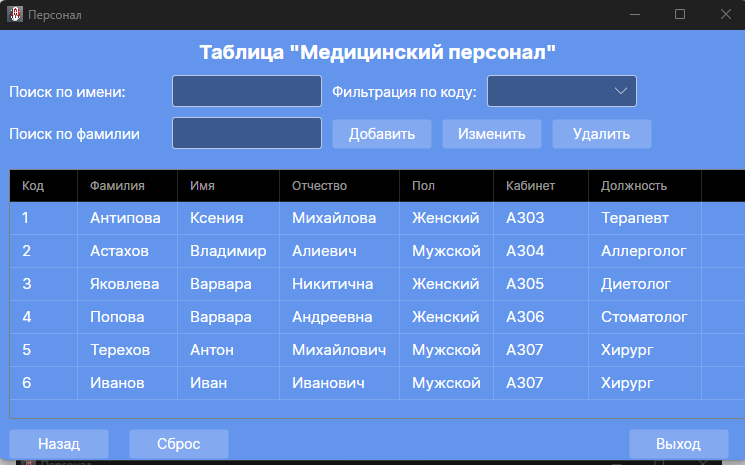 Персонал
Таблица "Медицинский персонал"
Поиск по имени: Фильтрация по коду:
Поиск по фамилии Добавить Изменить Удалить
Код Фамилия Имя Отчество Пол Кабинет Должность
1 Антипова Ксения Михайлова Женский А303 Терапевт
2 Астахов Владимир Алиевич Мужской А304 Аллерголог
3 Яковлева Варвара Никитична Женский А305 Диетолог
4 Попова Варвара Андреевна Женский А306 Стоматолог
5 Терехов Антон Михайлович Мужской А307 Хирург
6 Иванов Иван Иванович Мужской А307 Хирург
Назад Сброс Выход
Персонал